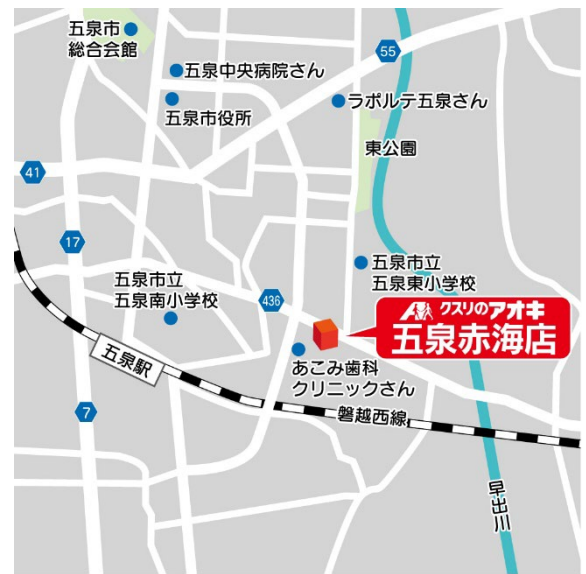 五泉市
総合会館
五泉中央病院さん
五泉市役所
55
ラポルテ五泉さん
東公園
41
17
五泉市立
五泉南小学校
436
五泉市立
五泉東小学校
クスリのアオキ
五泉赤海店
あこみ歯科
クリニックさん
五泉駅
磐越西線
7
早出川